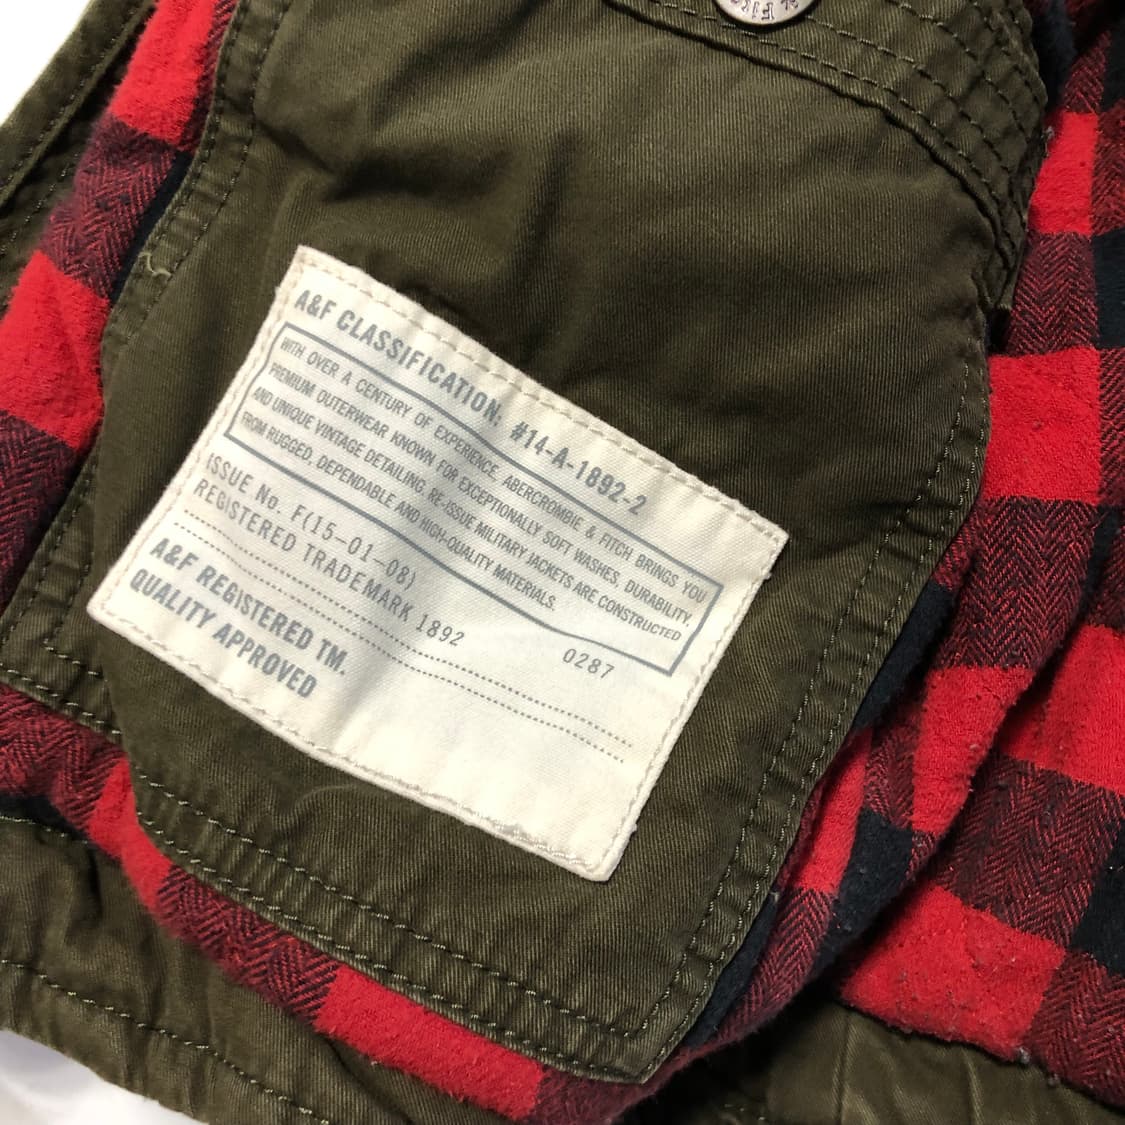 & Fit
A&F CLASSIFICATION: #14-A-1892-2
WITH OVER A CENTURY OF EXPERIENCE, ABERCROMBIE & FITCH BRINGS YOU
PREMIUM OUTERWEAR KNOWN FOR EXCEPTIONALLY SOFT WASHES, DURABILITY,
AND UNIQUE VINTAGE DETAILING. RE-ISSUE MILITARY JACKETS ARE CONSTRUCTED
FROM RUGGED, DEPENDABLE AND HIGH-QUALITY MATERIALS.
ISSUE No. F(15-01-08) 0287
REGISTERED TRADEMARK 1892
A&F REGISTERED TM.
QUALITY APPROVED